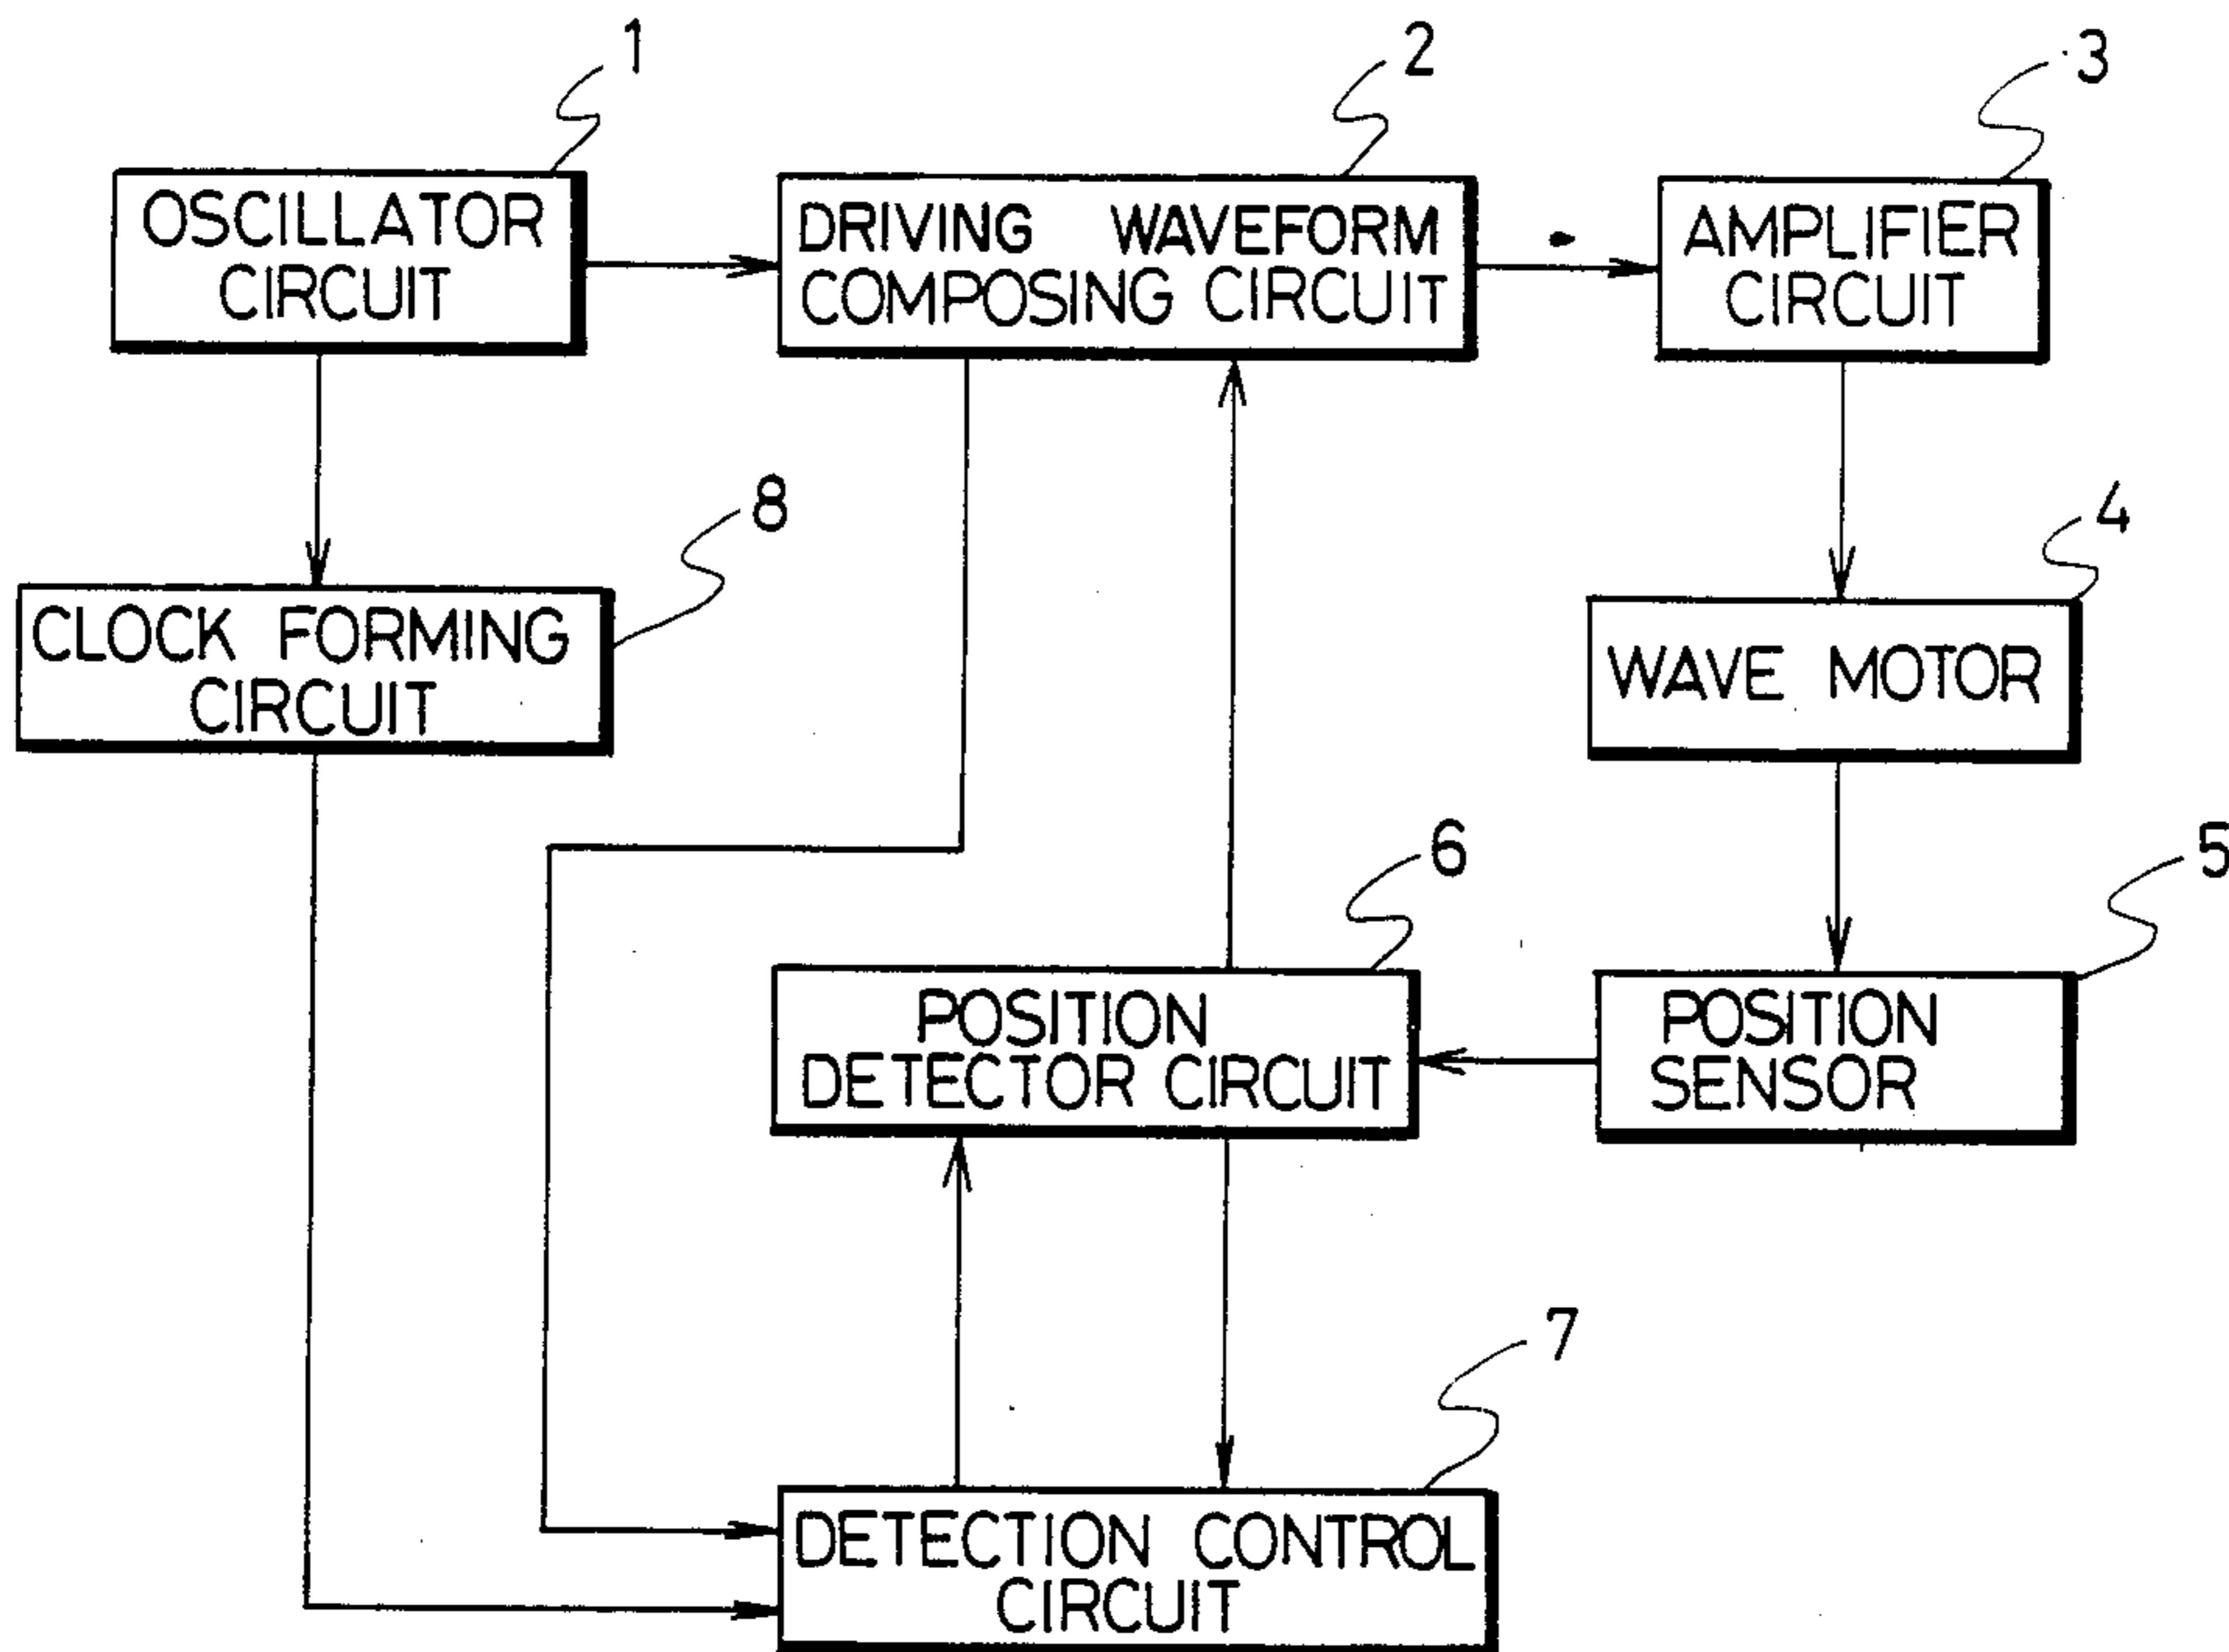 1
2
3
OSCILLATOR
CIRCUIT
DRIVING WAVEFORM
COMPOSING CIRCUIT
AMPLIFIER
CIRCUIT
8
4
CLOCK FORMING
CIRCUIT
WAVE MOTOR
6
5
POSITION
DETECTOR CIRCUIT
POSITION
SENSOR
7
DETECTION CONTROL
CIRCUIT